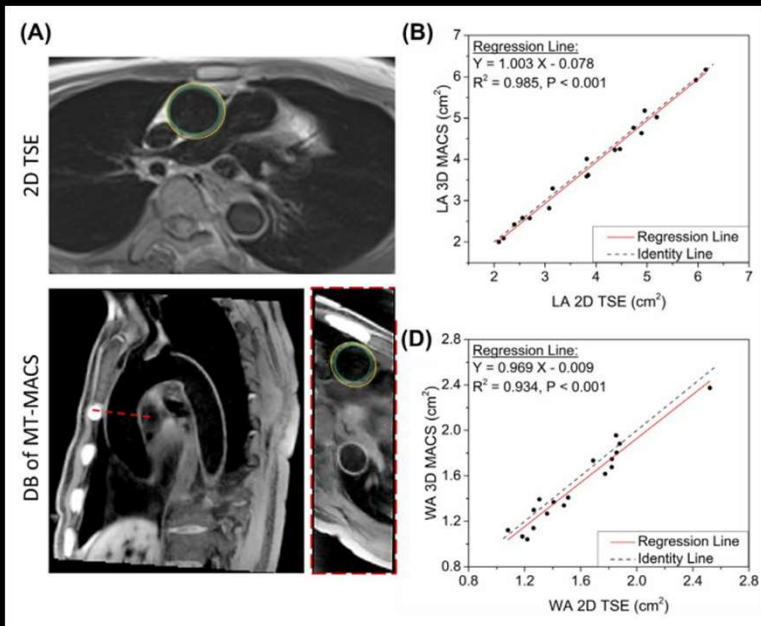 (A)
2D TSE
DB of MT-MACS
(B)
Regression Line:
Y = 1.003 X - 0.078
R² = 0.985, P < 0.001
LA 3D MACS (cm²)
7
6
5
4
3
2
Regression Line
Identity Line
1 2 3 4 5 6 7
LA 2D TSE (cm²)
(D)
Regression Line:
Y = 0.969 X - 0.009
R² = 0.934, P < 0.001
WA 3D MACS (cm²)
2.8
2.4
2.0
1.6
1.2
0.8
Regression Line
Identity Line
0.8 1.2 1.6 2.0 2.4 2.8
WA 2D TSE (cm²)